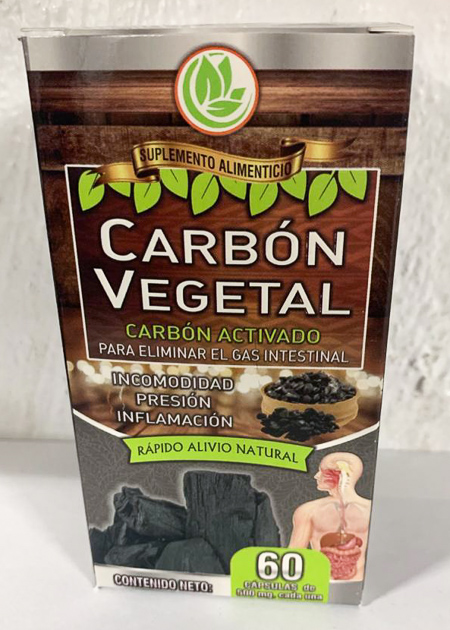 SUPLEMENTO ALIMENTICIO
CARBÓN
VEGETAL
CARBÓN ACTIVADO
PARA ELIMINAR EL GAS INTESTINAL
INCOMODIDAD
PRESIÓN
INFLAMACIÓN
RÁPIDO ALIVIO NATURAL
CONTENIDO NETO:
60
CAPSULAS de
500 mg. cada una